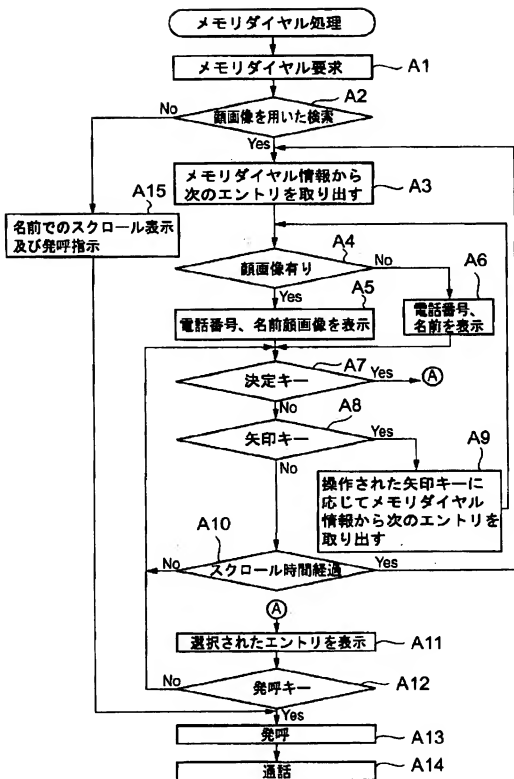 メモリダイヤル処理
メモリダイヤル要求
A1
A2
顔画像を用いた検索
No
Yes
メモリダイヤル情報から
次のエントリを取り出す
A3
A15
名前でのスクロール表示
及び発呼指示
A4
顔画像有り
No
A6
Yes
A5
電話番号、名前顔画像を表示
電話番号、
名前を表示
A7
決定キー
Yes
A
No
A8
矢印キー
Yes
No
A9
操作された矢印キーに
応じてメモリダイヤル
情報から次のエントリを
取り出す
A10
No
スクロール時間経過
Yes
A
選択されたエントリを表示
A11
No
発呼キー
A12
Yes
発呼
A13
通話
A14